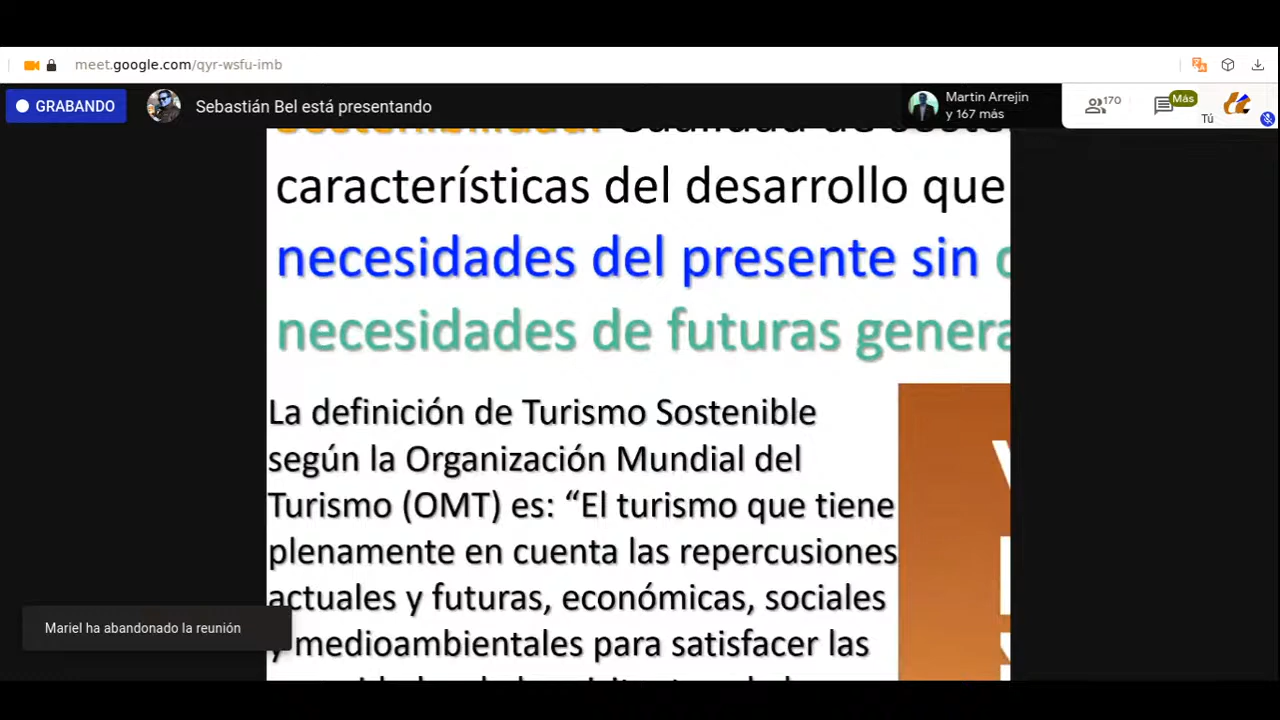 meet.google.com/qyr-wsfu-imb
GRABANDO
Sebastián Bel está presentando
Martin Arrejin
y 167 más
170
Más
Tú
características del desarrollo que
necesidades del presente sin
necesidades de futuras genera
La definición de Turismo Sostenible
según la Organización Mundial del
Turismo (OMT) es: “El turismo que tiene
plenamente en cuenta las repercusiones
actuales y futuras, económicas, sociales
y medioambientales para satisfacer las
Mariel ha abandonado la reunión